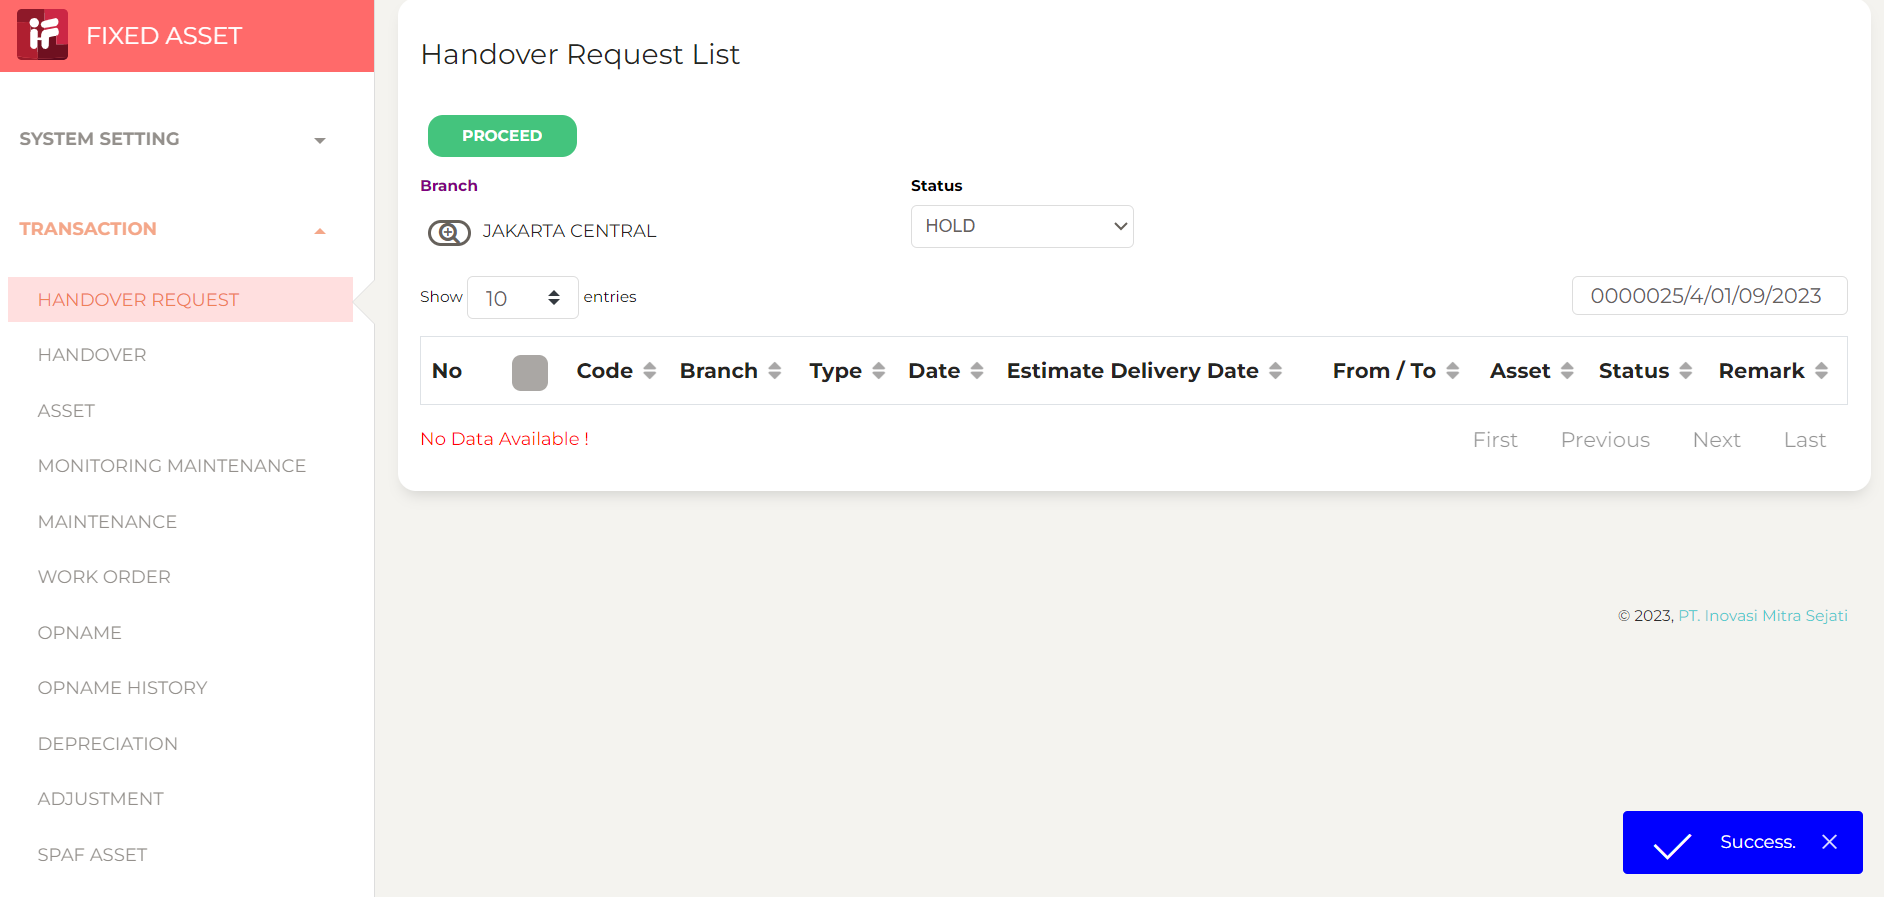 iF FIXED ASSET
SYSTEM SETTING
TRANSACTION
HANDOVER REQUEST
HANDOVER
ASSET
MONITORING MAINTENANCE
MAINTENANCE
WORK ORDER
OPNAME
OPNAME HISTORY
DEPRECIATION
ADJUSTMENT
SPAF ASSET
Handover Request List
PROCEED
Branch Status
JAKARTA CENTRAL HOLD
Show 10 entries 0000025/4/01/09/2023
No Code Branch Type Date Estimate Delivery Date From / To Asset Status Remark
No Data Available ! First Previous Next Last
© 2023, PT. Inovasi Mitra Sejati
Success.